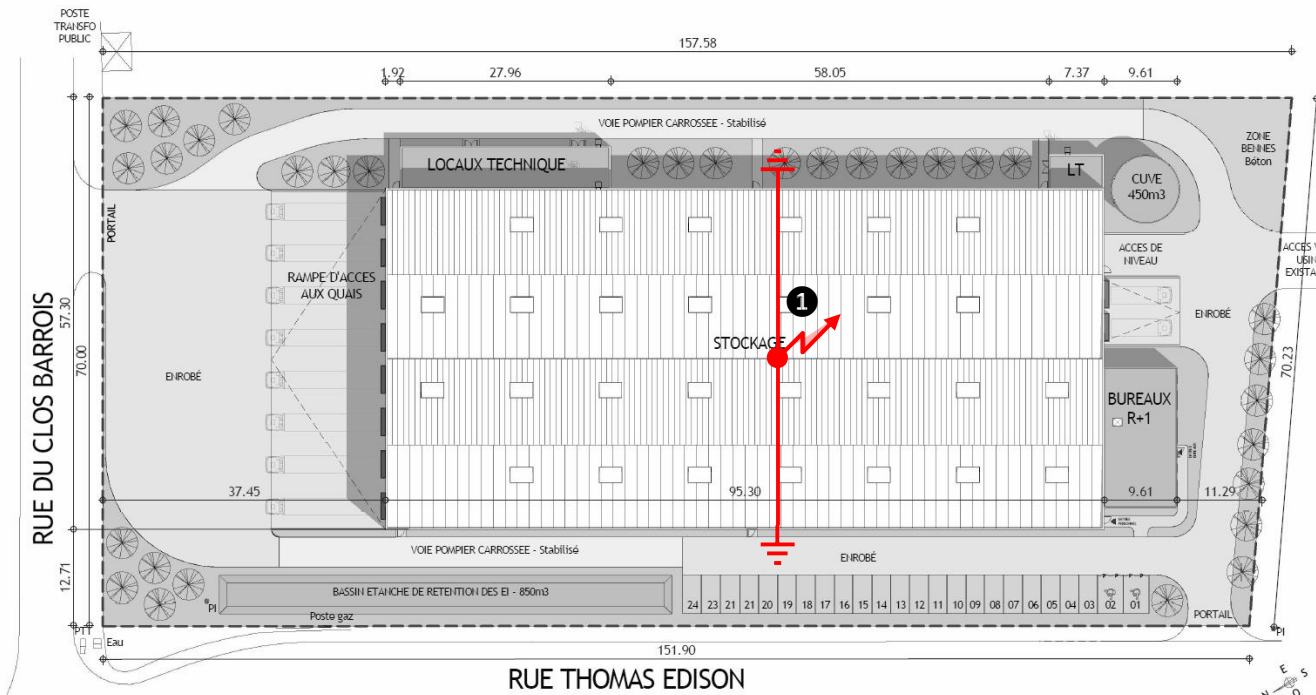 POSTE
TRANSFO
PUBLIC
157.58
1.92
27.96
58.05
7.37
9.61
VOIE POMPIER CARROSSEE - Stabilisé
ZONE
BENNES
Béton
LOCAUX TECHNIQUE
LT
CUVE
450m3
PORTAIL
ACCES DE
NIVEAU
RAMPE D'ACCES
AUX QUAIS
1
ENROBÉ
STOCKAGE
RUE DU CLOS BARROIS
57.30
70.00
ENROBÉ
70.23
BUREAUX
R+1
37.45
95.30
9.61
11.29
12.71
VOIE POMPIER CARROSSEE - Stabilisé
ENROBÉ
BASSIN ETANCHE DE RETENTION DES EI - 850m3
PI
Poste gaz
24 23 21 21 20 19 18 17 16 15 14 13 12 11 10 09 08 07 06 05 04 03 02 01
P P P P
PORTAIL
PI
PTT
Eau
151.90
RUE THOMAS EDISON
E
S
N
O